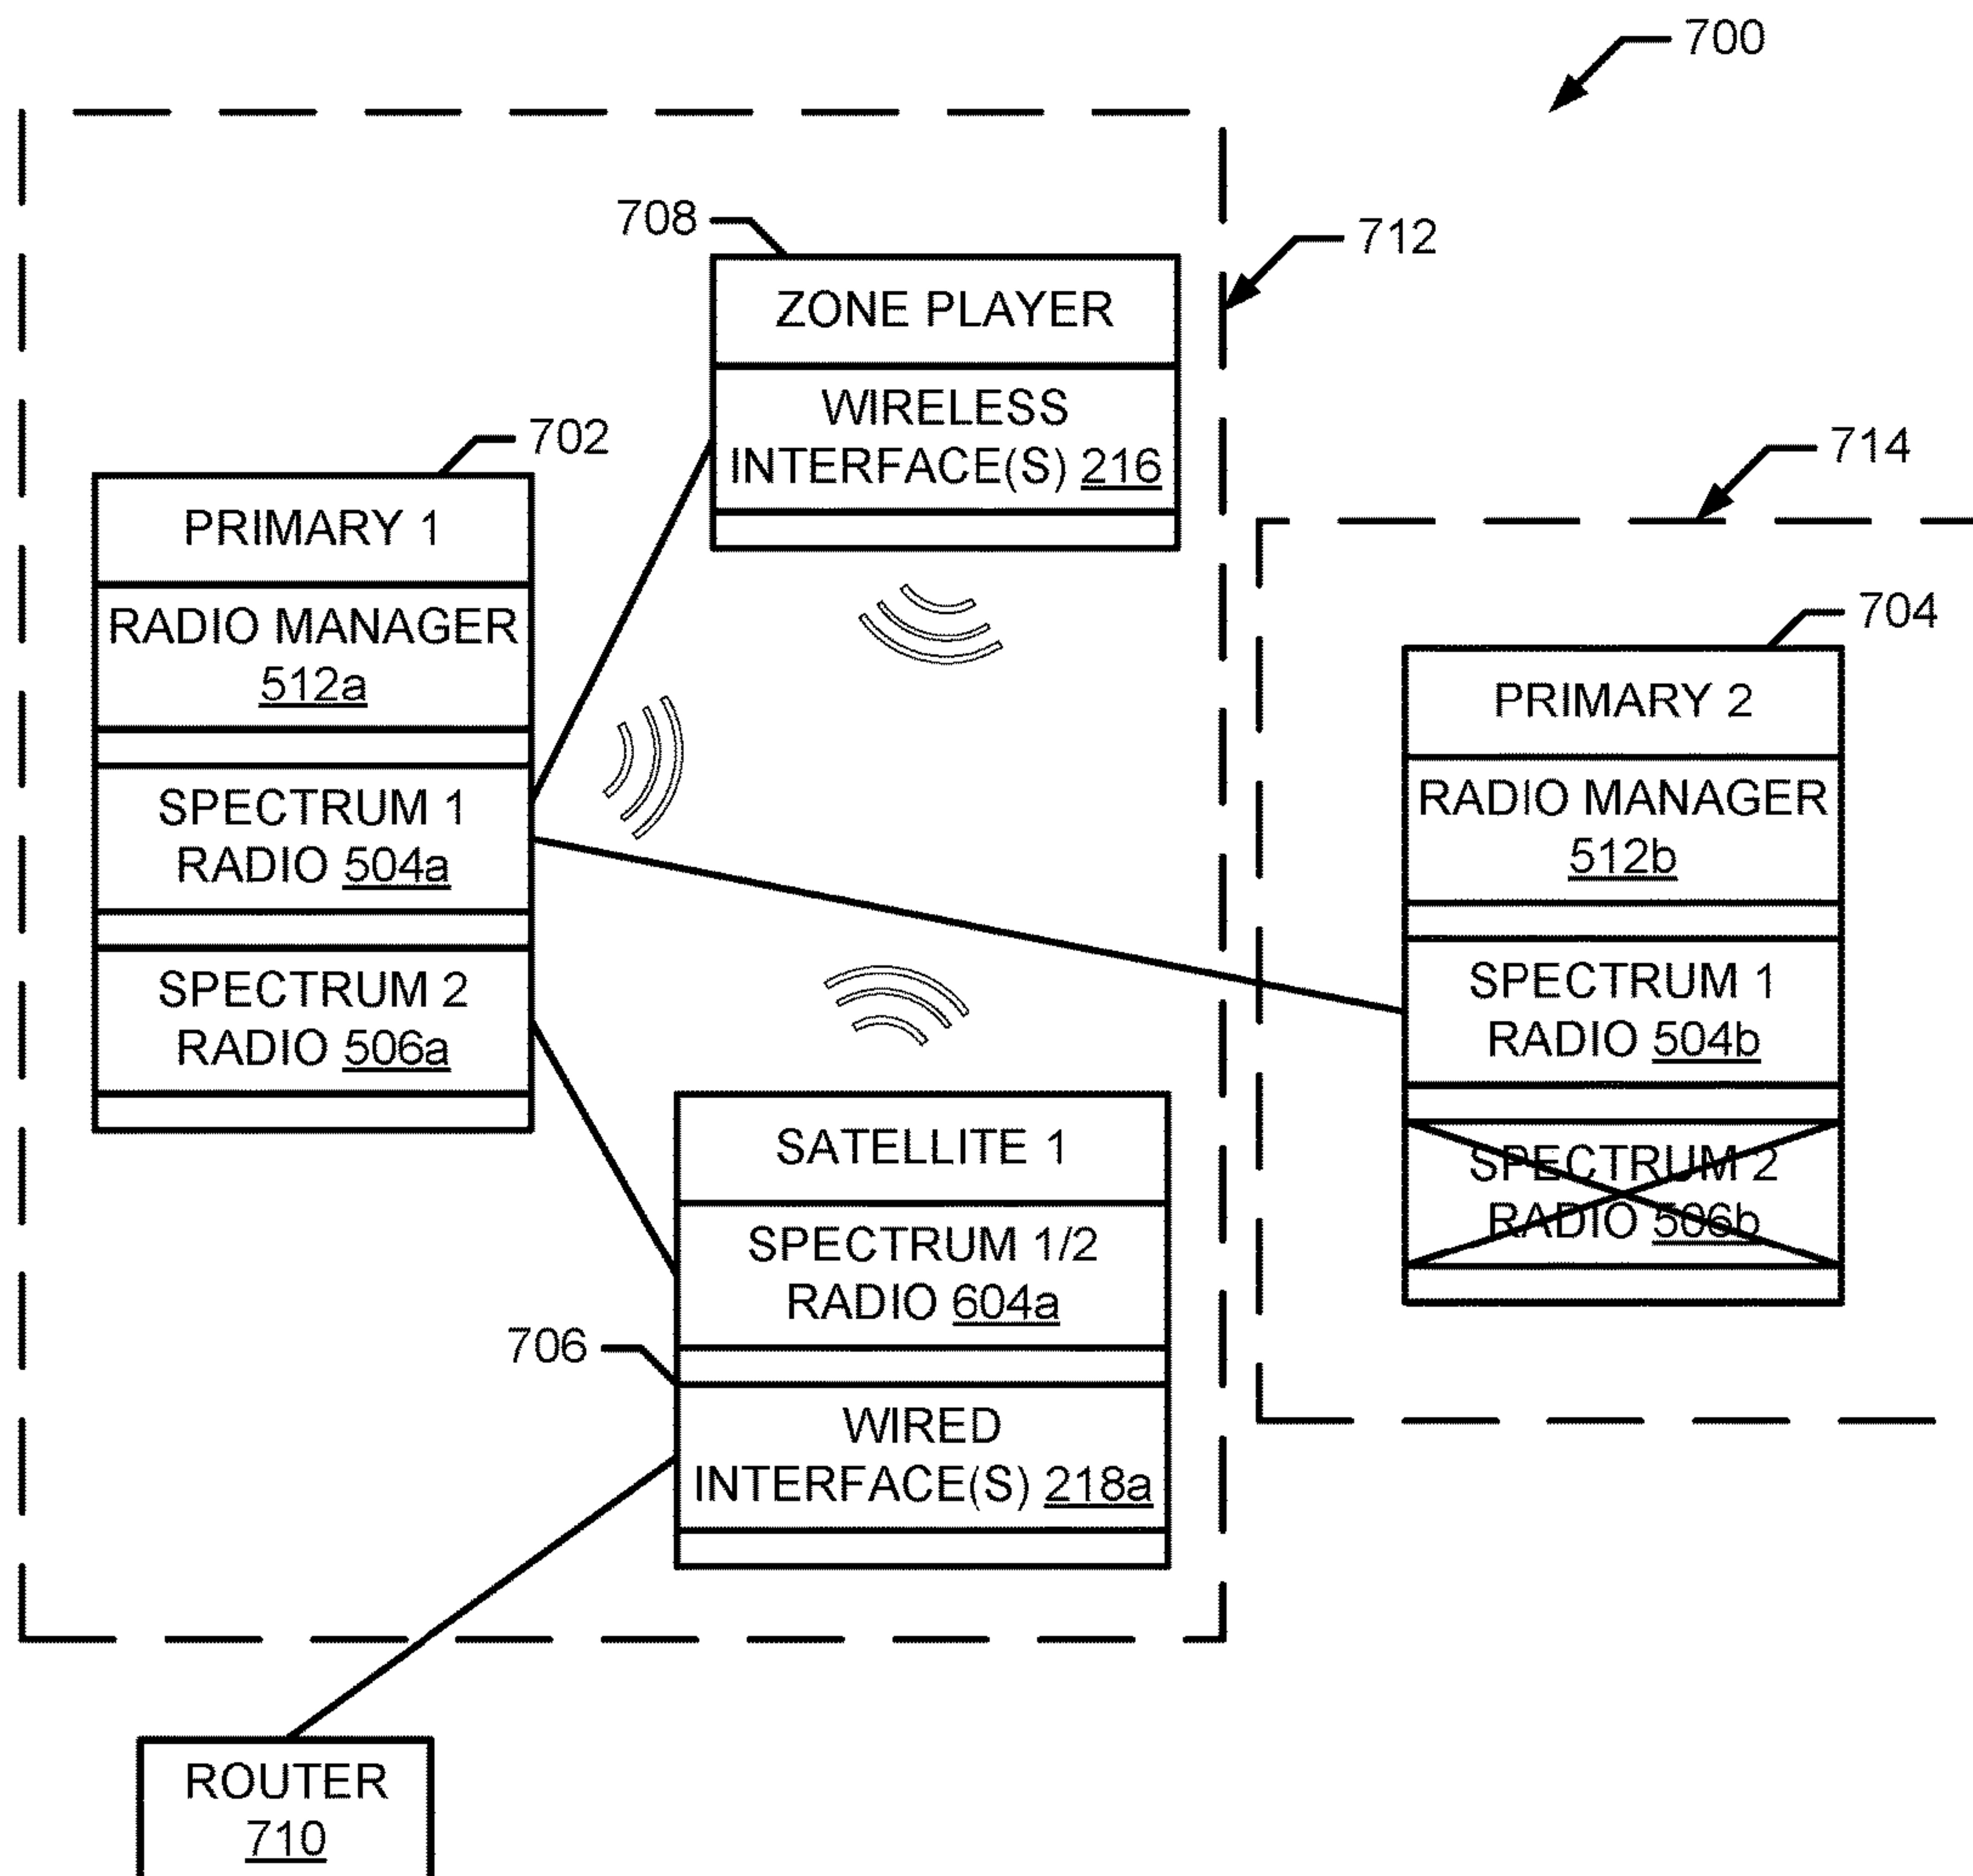 700
712
708
ZONE PLAYER
WIRELESS
INTERFACE(S) 216
702
PRIMARY 1
RADIO MANAGER
512a
SPECTRUM 1
RADIO 504a
SPECTRUM 2
RADIO 506a
714
704
PRIMARY 2
RADIO MANAGER
512b
SPECTRUM 1
RADIO 504b
SPECTRUM 2
RADIO 506b
SATELLITE 1
SPECTRUM 1/2
RADIO 604a
706
WIRED
INTERFACE(S) 218a
ROUTER
710